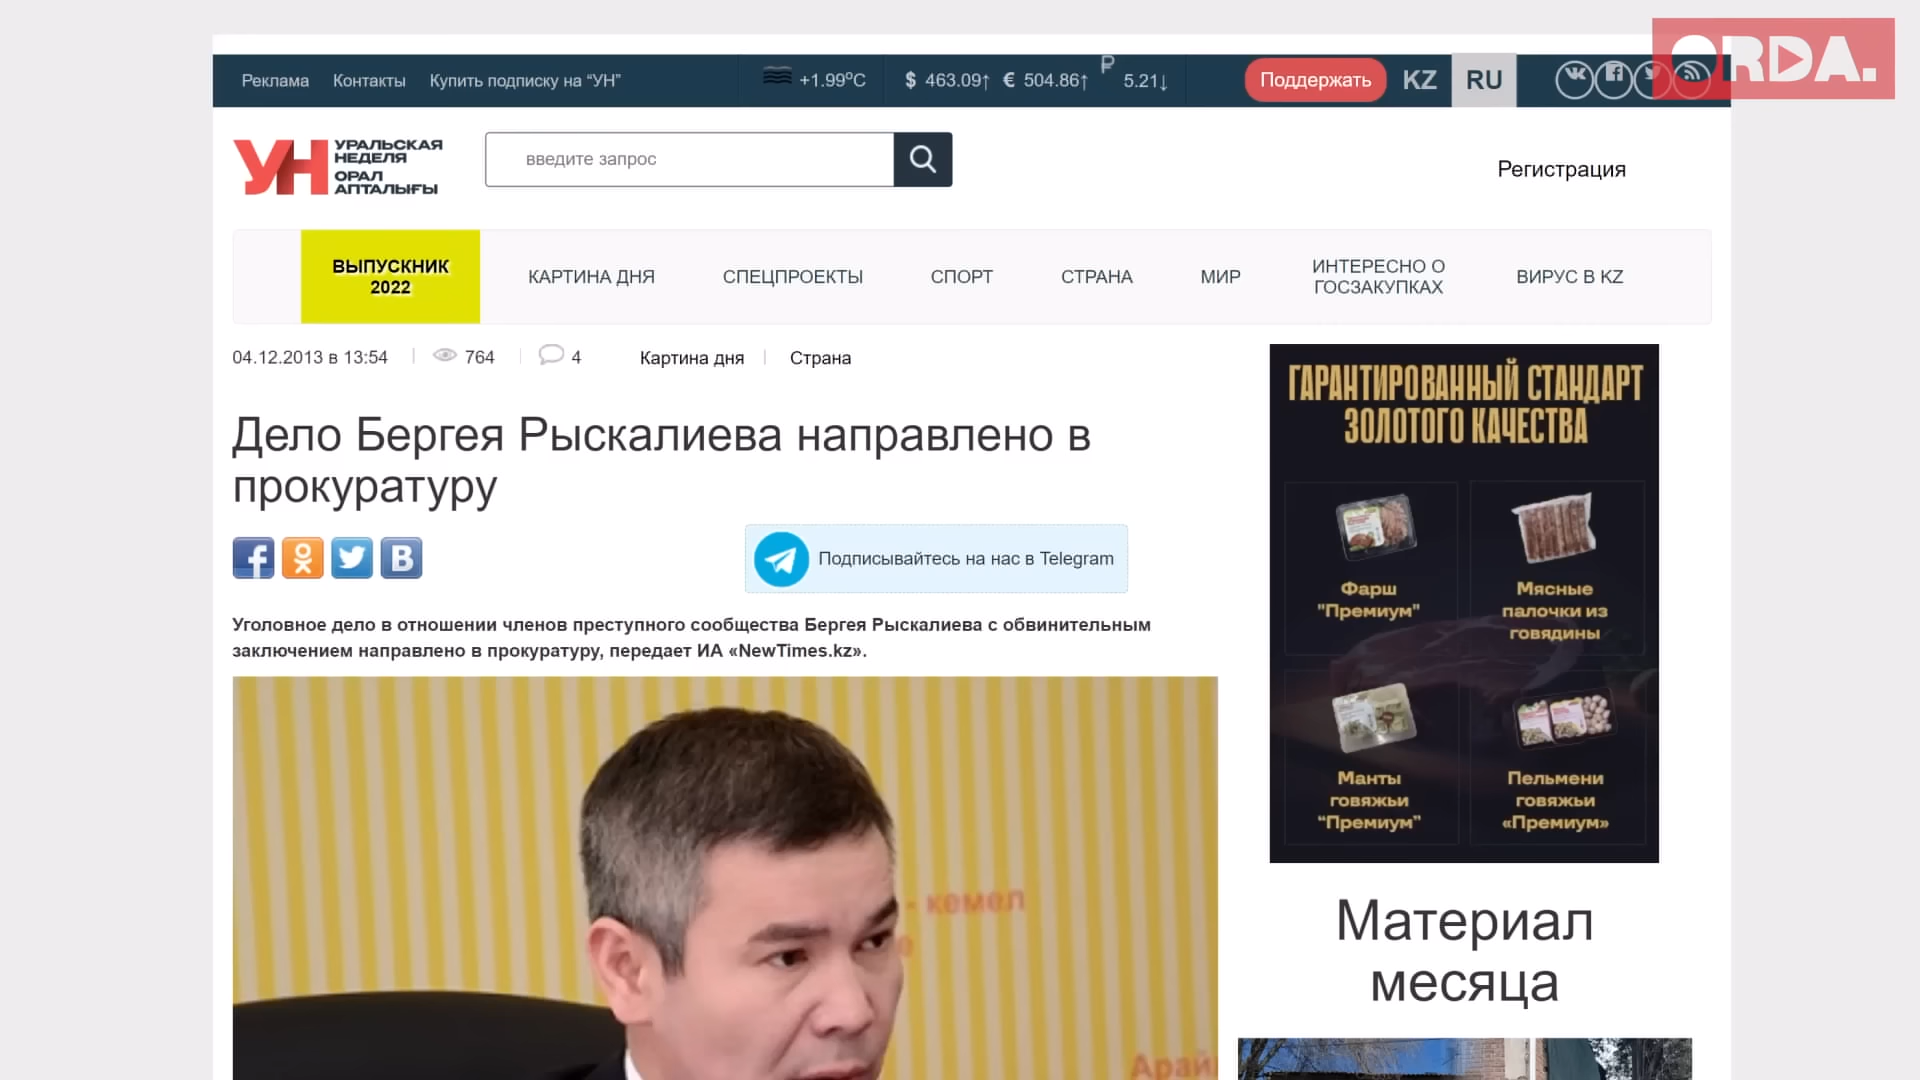 Реклама Контакты Купить подписку на “УН” +1.99°C $ 463.09↑ € 504.86↑ ₽ 5.21↓ Поддержать KZ RU
ORDA.
УН УРАЛЬСКАЯ
НЕДЕЛЯ
ОРАЛ
АПТАЛЫҒЫ
введите запрос
Регистрация
ВЫПУСКНИК
2022
КАРТИНА ДНЯ
СПЕЦПРОЕКТЫ
СПОРТ
СТРАНА
МИР
ИНТЕРЕСНО О
ГОСЗАКУПКАХ
ВИРУС В KZ
04.12.2013 в 13:54 764 4 Картина дня Страна
Дело Бергея Рыскалиева направлено в
прокуратуру
Подписывайтесь на нас в Telegram
Уголовное дело в отношении членов преступного сообщества Бергея Рыскалиева с обвинительным
заключением направлено в прокуратуру, передает ИА «NewTimes.kz».
- кемел
Арай
ГАРАНТИРОВАННЫЙ СТАНДАРТ
ЗОЛОТОГО КАЧЕСТВА
Фарш
"Премиум"
Мясные
палочки из
говядины
Манты
говяжьи
“Премиум”
Пельмени
говяжьи
«Премиум»
Материал
месяца